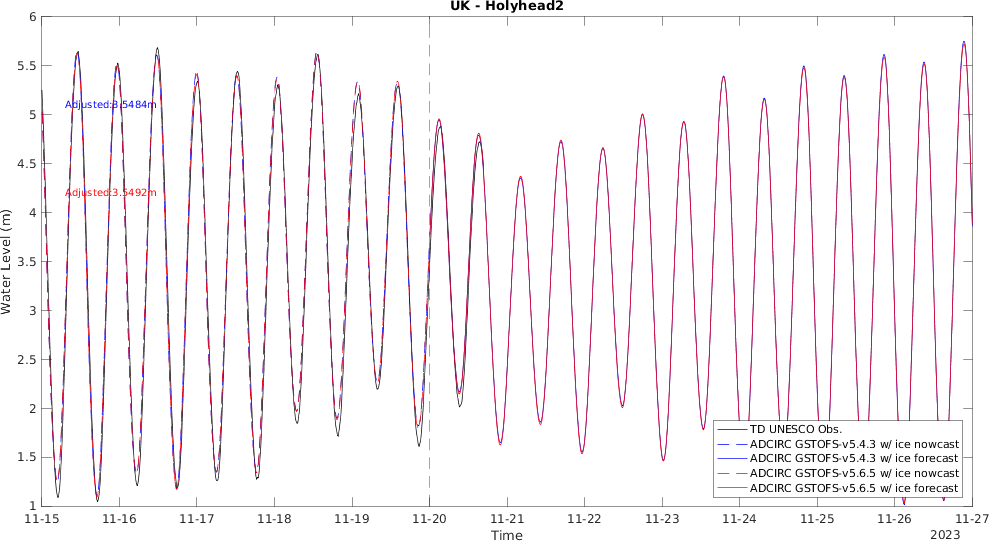 UK - Holyhead2
6
5.5
5
4.5
4
3.5
3
2.5
2
1.5
1
Water Level (m)
Adjusted:3.5484m
Adjusted:3.5492m
TD UNESCO Obs.
ADCIRC GSTOFS-v5.4.3 w/ ice nowcast
ADCIRC GSTOFS-v5.4.3 w/ ice forecast
ADCIRC GSTOFS-v5.6.5 w/ ice nowcast
ADCIRC GSTOFS-v5.6.5 w/ ice forecast
11-15 11-16 11-17 11-18 11-19 11-20 11-21 11-22 11-23 11-24 11-25 11-26 11-27
Time
2023